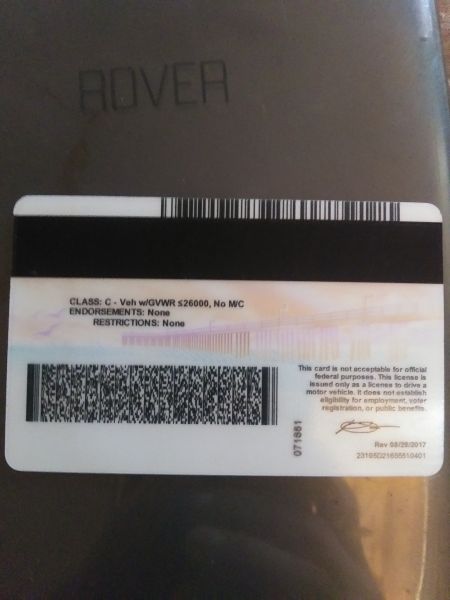 ROVER
CLASS: C - Veh w/GVWR ≤26000, No M/C
ENDORSEMENTS: None
RESTRICTIONS: None
This card is not acceptable for official
federal purposes. This license is
issued only as a license to drive a
motor vehicle. It does not establish
eligibility for employment, voter
registration, or public benefits.
071661
Rev 08/29/2017